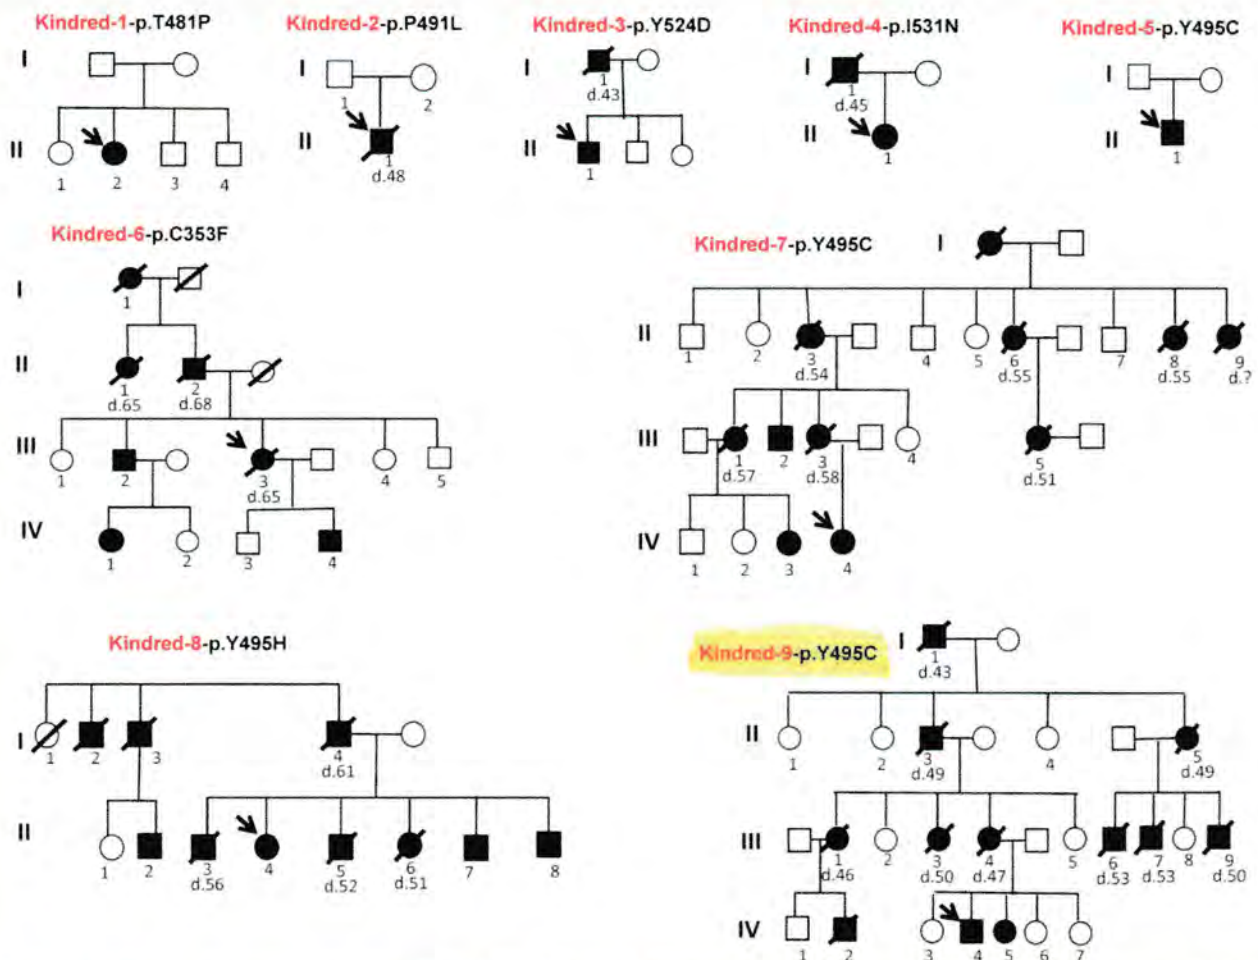 Kindred-1-p.T481P
Kindred-2-p.P491L
Kindred-3-p.Y524D
Kindred-4-p.I531N
Kindred-5-p.Y495C
I
II
1 2 3 4
I
1 2
II
1
d.48
I
1
d.43
II
1
I
1
d.45
II
1
I
II
1
Kindred-6-p.C353F
I
1
II
1 2
d.65 d.68
III
1 2 3 4 5
d.65
IV
1 2 3 4
Kindred-7-p.Y495C
I
II
1 2 3 4 5 6 7 8 9
d.54 d.55 d.55 d.?
III
1 2 3 4 5
d.57 d.58 d.51
IV
1 2 3 4
Kindred-8-p.Y495H
I
1 2 3 4
d.61
II
1 2 3 4 5 6 7 8
d.56 d.52 d.51
Kindred-9-p.Y495C
I
1
d.43
II
1 2 3 4 5
d.49 d.49
III
1 2 3 4 5 6 7 8 9
d.46 d.50 d.47 d.53 d.53 d.50
IV
1 2 3 4 5 6 7